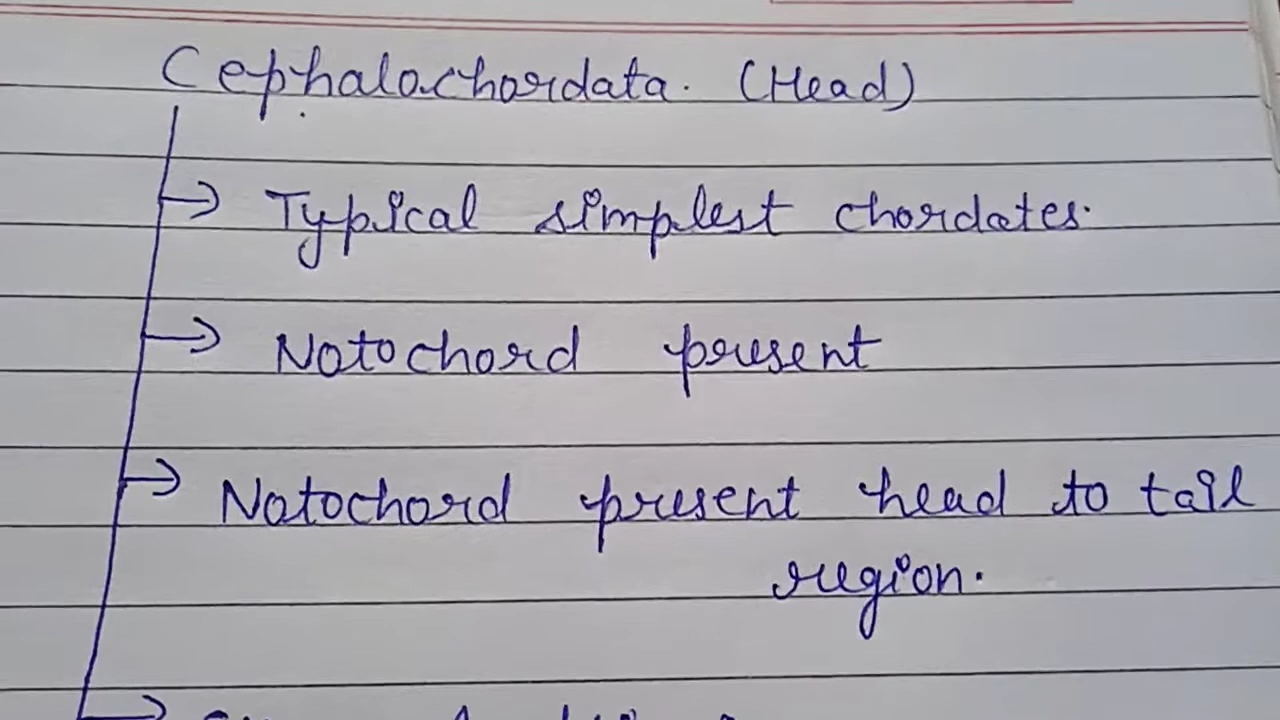 Cephalochordata. (Head)
→ Typical simplest chordates.
→ Notochord present
→ Notochord present head to tail
region.